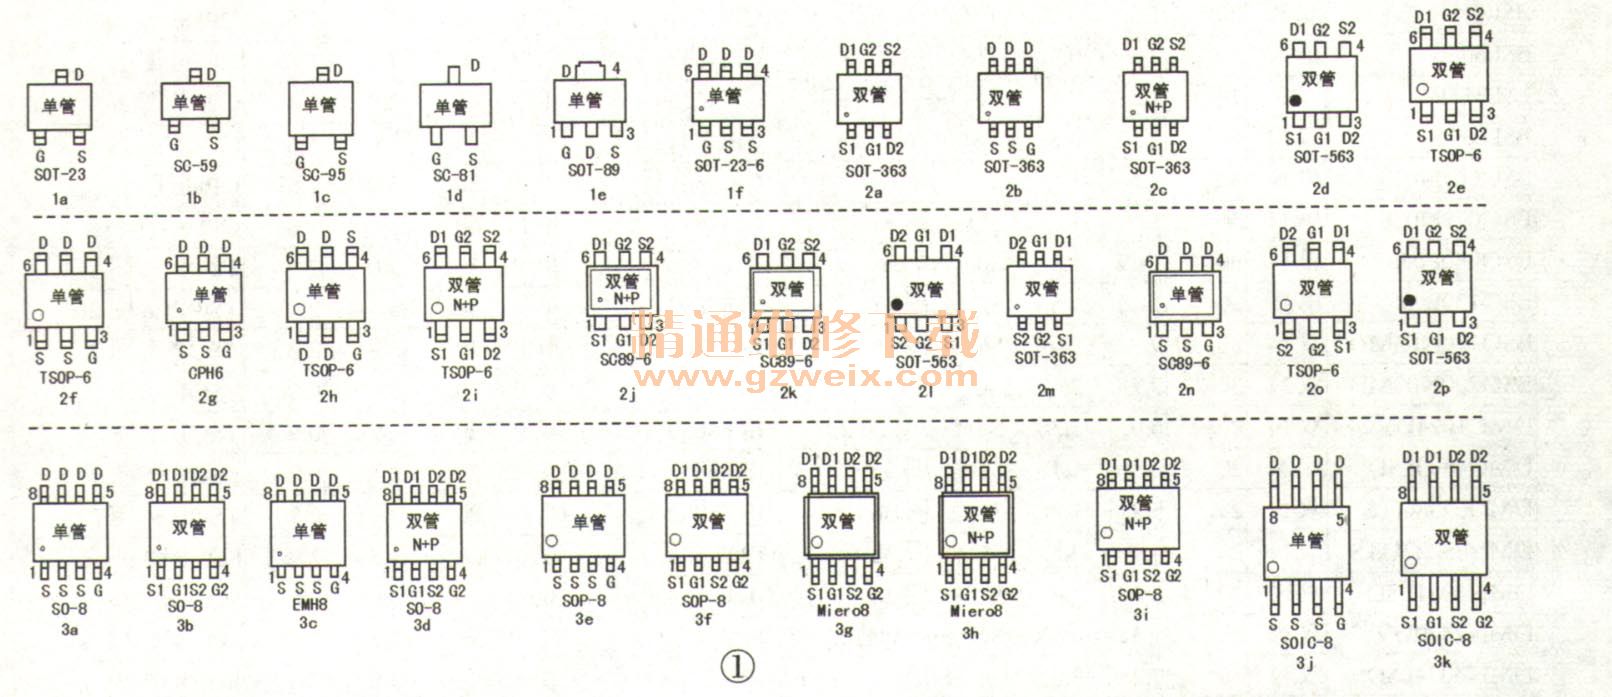 D D D D D 4 6 D D D 4 D1 G2 S2 D D D D1 G2 S2 D1 G2 S2 6 4 D1 G2 S2 6 4
单管 单管 单管 单管 单管 单管 双管 双管 双管 N+P 双管 双管
G S G S G S G S 1 3 G D S 1 3 G S S S1 G1 D2 S S G S1 G1 D2 1 3 S1 G1 D2 1 3 S1 G1 D2
SOT-23 SC-59 SC-95 SC-81 SOT-89 SOT-23-6 SOT-363 SOT-363 SOT-363 SOT-563 TSOP-6
1a 1b 1c 1d 1e 1f 2a 2b 2c 2d 2e
6 D D D 4 6 D D D 4 6 D D S 4 6 D1 G2 S2 4 6 D1 G2 S2 4 6 D1 G2 S2 4 6 D2 G1 D1 4 D2 G1 D1 6 D D D 4 6 D2 G1 D1 4 6 D1 G2 S2 4
单管 单管 单管 双管 N+P 双管 N+P 双管 双管 双管 单管 双管 双管
1 3 S S G 1 3 S S G 1 3 D D G 1 3 S1 G1 D2 1 3 S1 G1 D2 1 3 S1 G1 D2 1 3 S2 G2 S1 S2 G2 S1 1 3 S S G 1 3 S2 G2 S1 1 3 S1 G1 D2
TSOP-6 CPH6 TSOP-6 TSOP-6 SC89-6 SC89-6 SOT-563 SOT-363 SC89-6 TSOP-6 SOT-563
2f 2g 2h 2i 2j 2k 2l 2m 2n 2o 2p
精通维修下载
www.gzweix.com
D D D D 8 5 D1 D1 D2 D2 8 5 D D D D 8 5 D1 D1 D2 D2 8 5 D D D D 8 5 D1 D1 D2 D2 8 5 D1 D1 D2 D2 8 5 D1 D1 D2 D2 8 5 D1 D1 D2 D2 8 5 D D D D 8 5 D1 D1 D2 D2 8 5
单管 双管 单管 双管 N+P 单管 双管 双管 双管 N+P 双管 N+P 单管 双管
1 4 S S S G 1 4 S1 G1 S2 G2 1 4 S S S G 1 4 S1 G1 S2 G2 1 4 S S S G 1 4 S1 G1 S2 G2 1 4 S1 G1 S2 G2 1 4 S1 G1 S2 G2 1 4 S1 G1 S2 G2 1 4 S S S G 1 4 S1 G1 S2 G2
SO-8 SO-8 EMH8 SO-8 SOP-8 SOP-8 Miero8 Miero8 SOP-8 SOIC-8 SOIC-8
3a 3b 3c 3d 3e 3f 3g 3h 3i 3j 3k
①